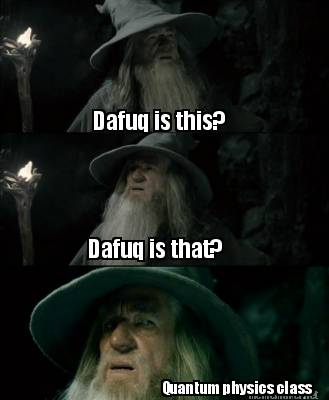 Dafuq is this?
Dafuq is that?
Quantum physics class